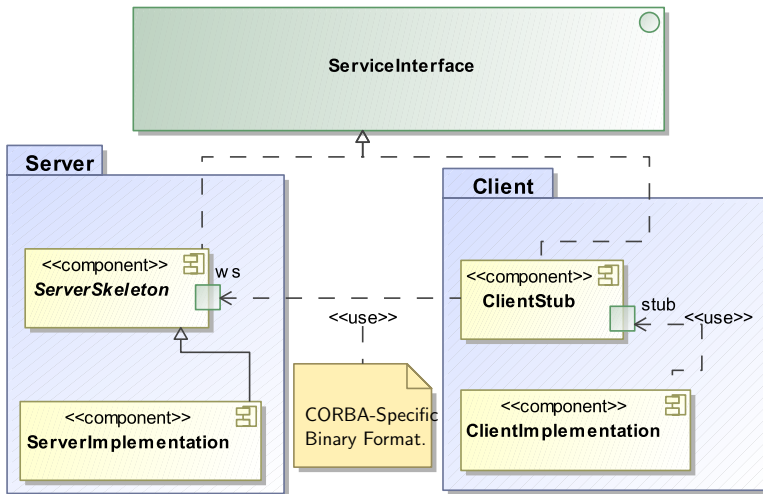 ServiceInterface
Server
Client
<<component>>
ServerSkeleton
ws
<<component>>
ClientStub
stub
<<use>>
<<use>>
CORBA-Specific
Binary Format.
<<component>>
ServerImplementation
<<component>>
ClientImplementation